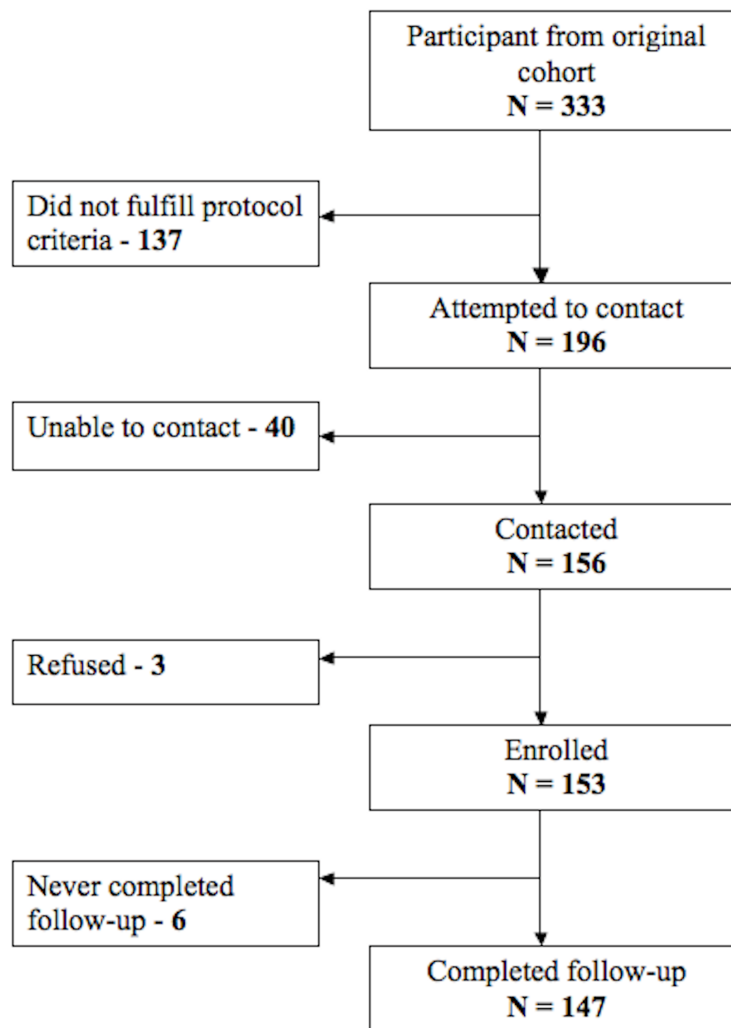 Participant from original
cohort
N = 333
Did not fulfill protocol
criteria - 137
Attempted to contact
N = 196
Unable to contact - 40
Contacted
N = 156
Refused - 3
Enrolled
N = 153
Never completed
follow-up - 6
Completed follow-up
N = 147